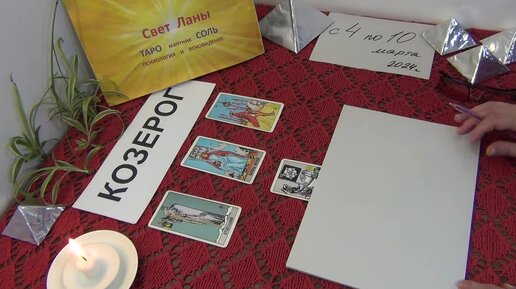 Свет Ланы
ТАРО маятник СОЛЬ
психология и ясновидение
с 4 по 10
марта
2024г.
КОЗЕРОГ